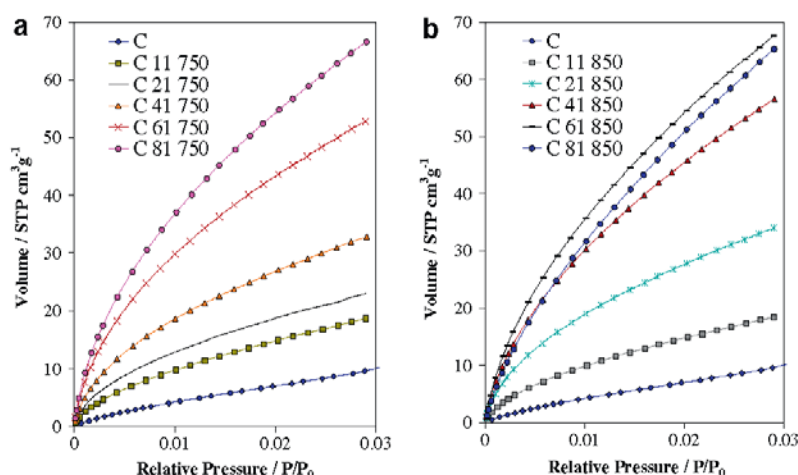 a
C
C 11 750
C 21 750
C 41 750
C 61 750
C 81 750
70
60
50
40
30
20
10
0
0
0.01
0.02
0.03
Volume / STP cm³g⁻¹
Relative Pressure / P/P₀
b
C
C 11 850
C 21 850
C 41 850
C 61 850
C 81 850
70
60
50
40
30
20
10
0
0
0.01
0.02
0.03
Volume / STP cm³g⁻¹
Relative Pressure / P/P₀